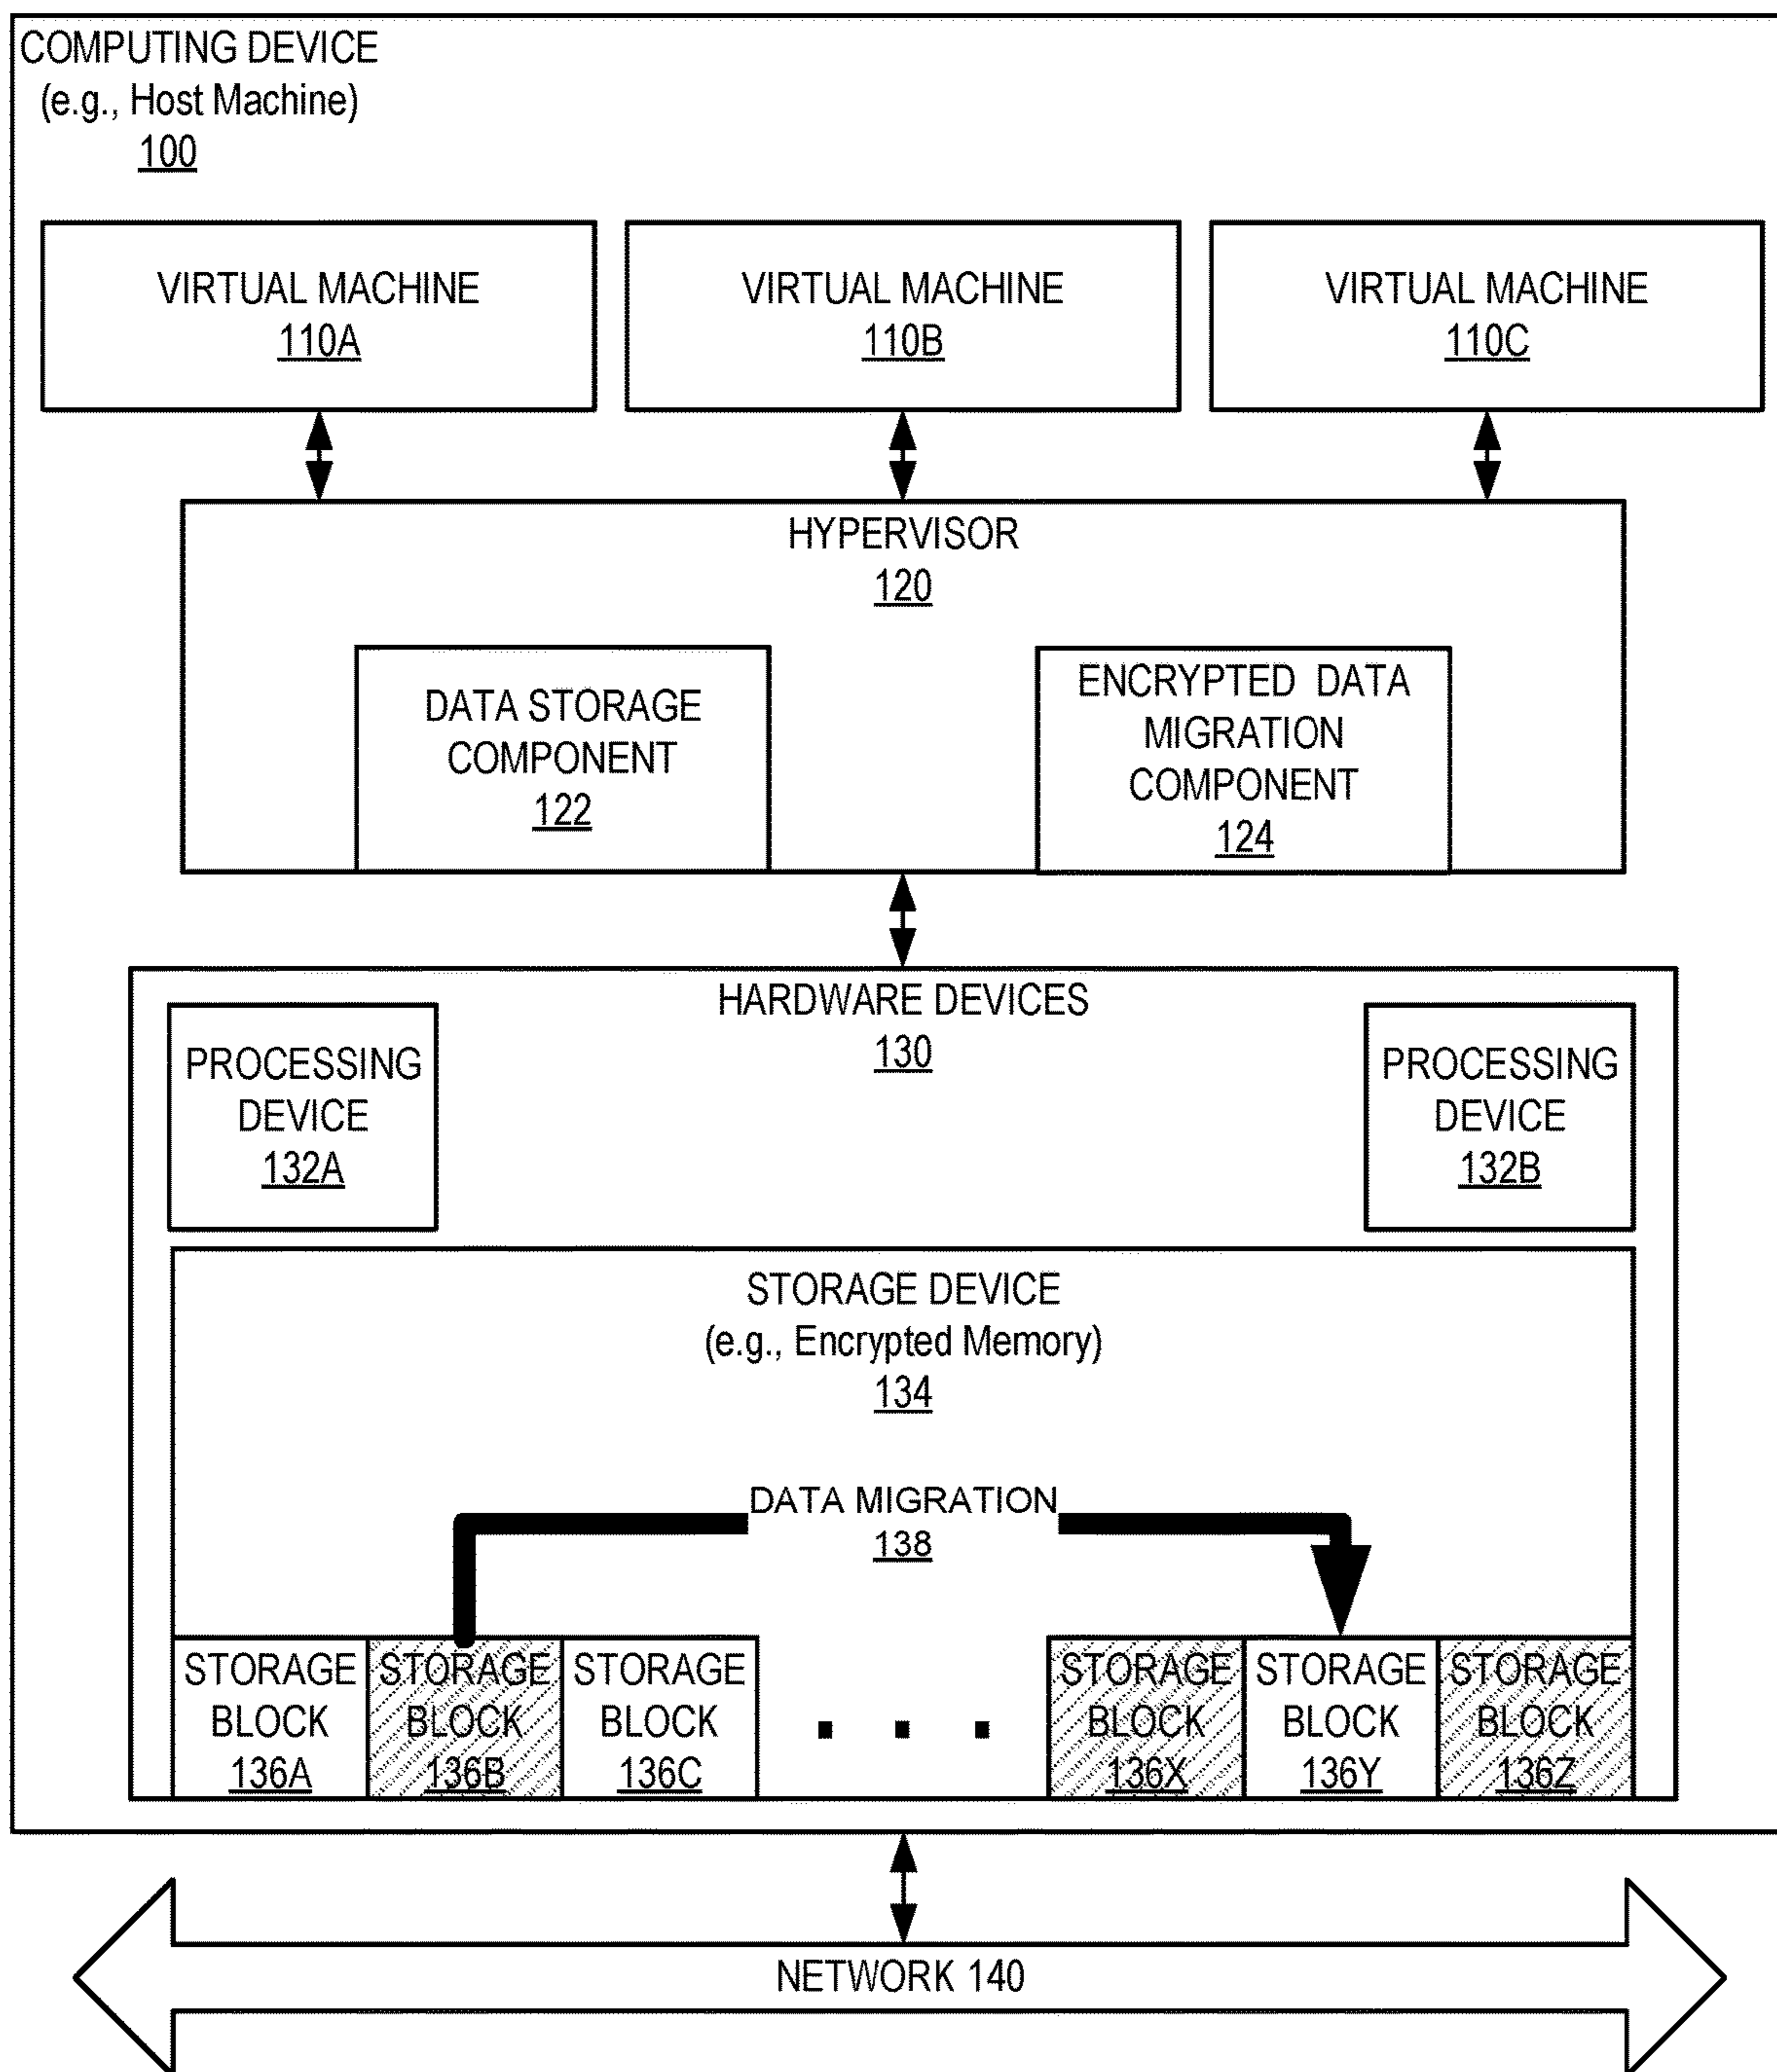 COMPUTING DEVICE
(e.g., Host Machine)
100
VIRTUAL MACHINE
110A
VIRTUAL MACHINE
110B
VIRTUAL MACHINE
110C
HYPERVISOR
120
DATA STORAGE
COMPONENT
122
ENCRYPTED DATA
MIGRATION
COMPONENT
124
HARDWARE DEVICES
130
PROCESSING
DEVICE
132A
PROCESSING
DEVICE
132B
STORAGE DEVICE
(e.g., Encrypted Memory)
134
DATA MIGRATION
138
STORAGE
BLOCK
136A
STORAGE
BLOCK
136B
STORAGE
BLOCK
136C
STORAGE
BLOCK
136X
STORAGE
BLOCK
136Y
STORAGE
BLOCK
136Z
NETWORK 140